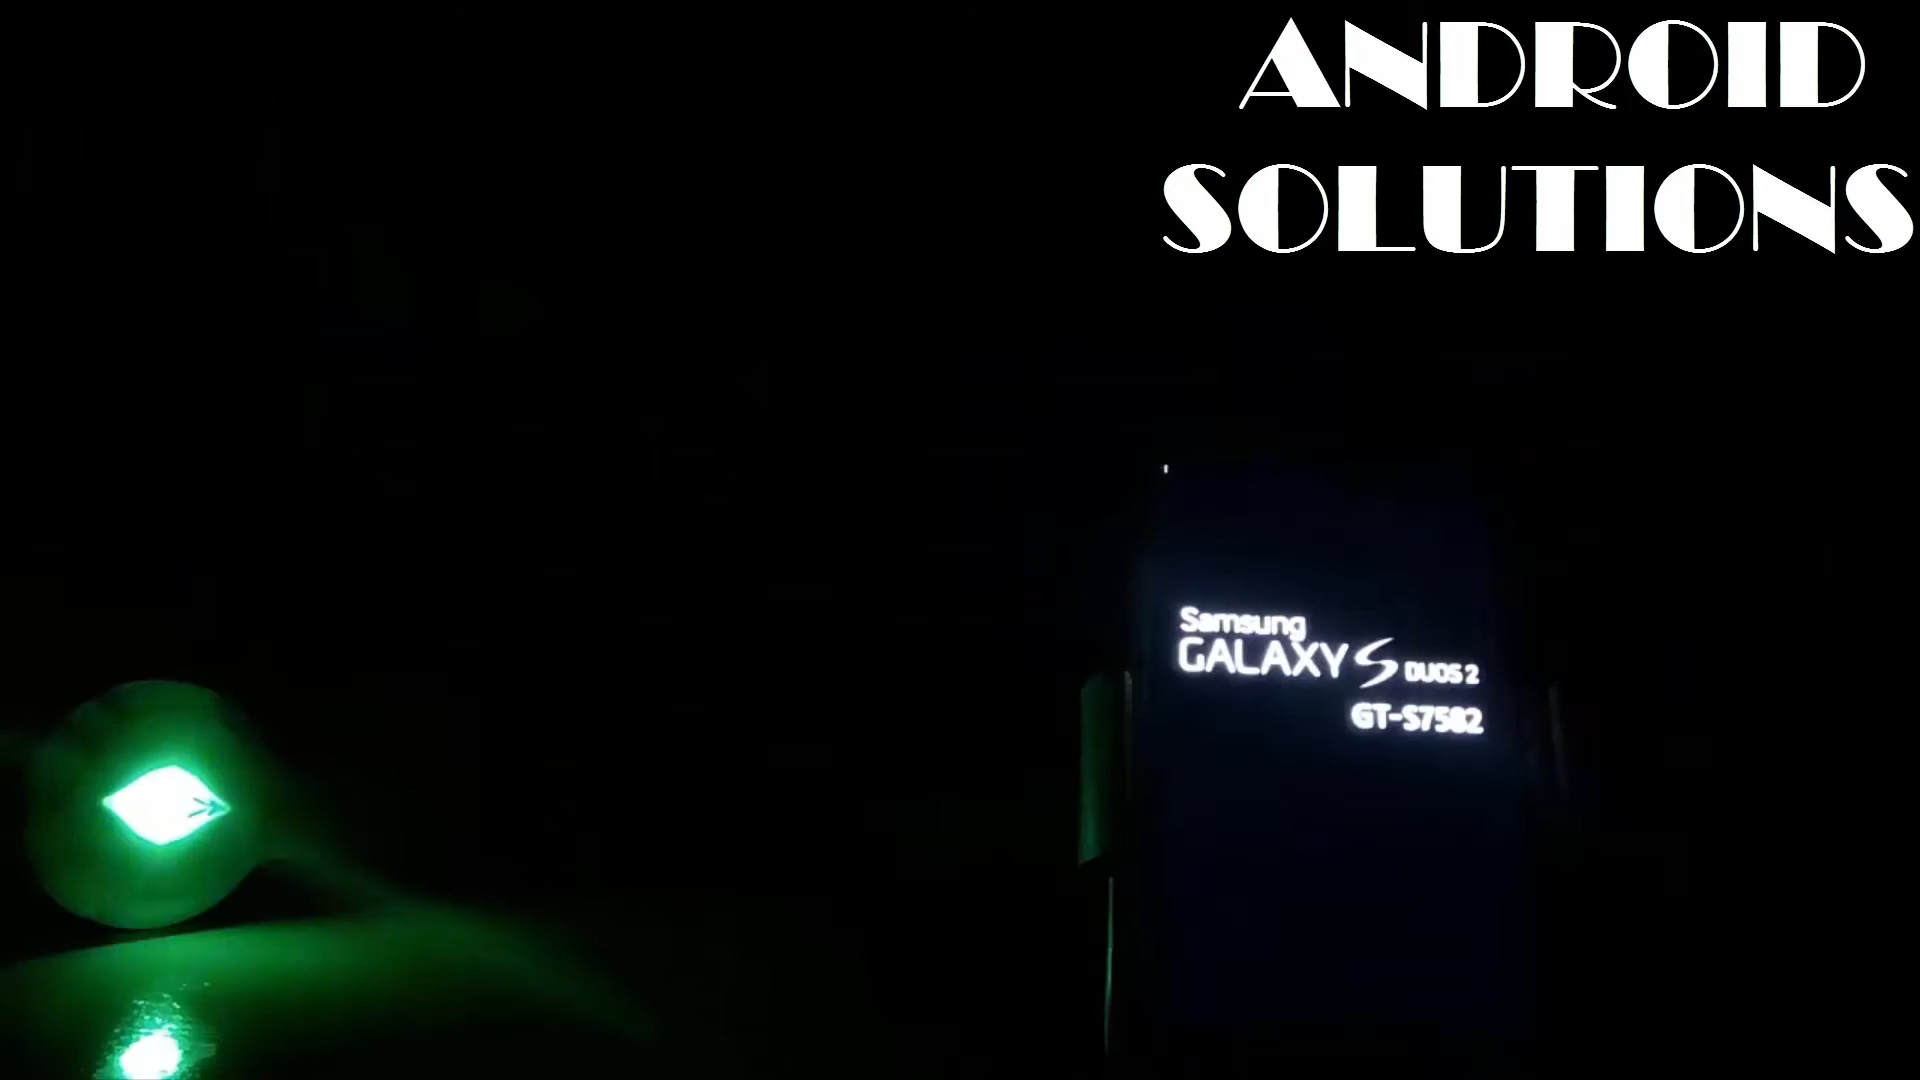 ANDROID
SOLUTIONS
Samsung
GALAXY S DUOS 2
GT-S7582